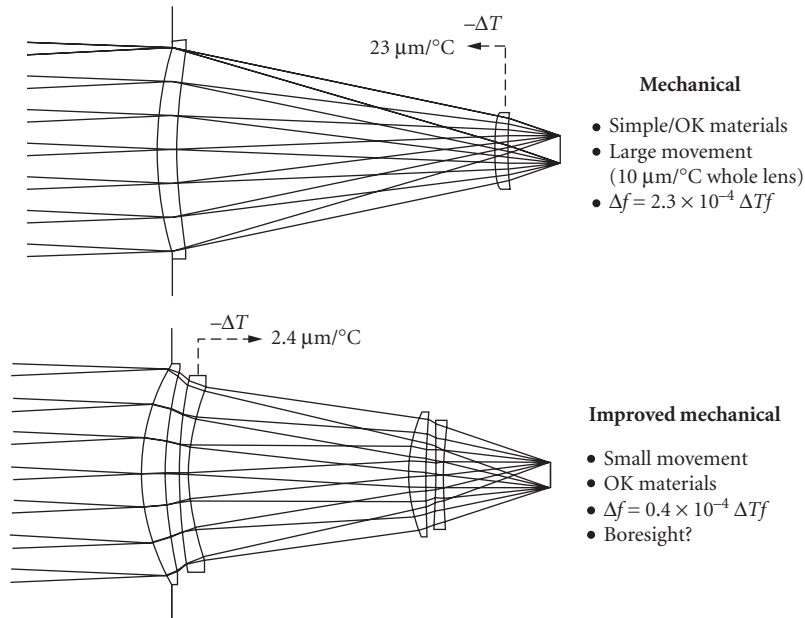 −ΔT
23 μm/°C
Mechanical
• Simple/OK materials
• Large movement
(10 μm/°C whole lens)
• Δf = 2.3 × 10⁻⁴ ΔTf
−ΔT
2.4 μm/°C
Improved mechanical
• Small movement
• OK materials
• Δf = 0.4 × 10⁻⁴ ΔTf
• Boresight?